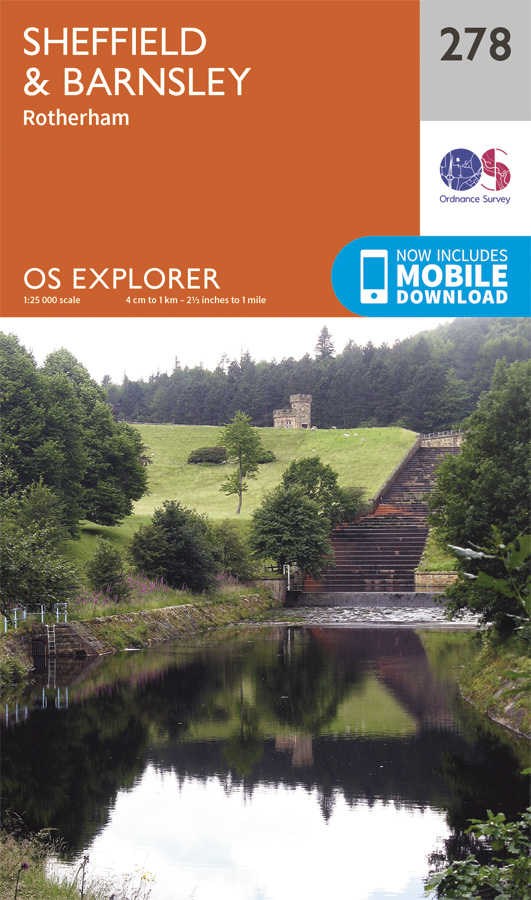 SHEFFIELD
& BARNSLEY
Rotherham
278
Ordnance Survey
OS EXPLORER
1:25 000 scale 4 cm to 1 km – 2½ inches to 1 mile
NOW INCLUDES
MOBILE
DOWNLOAD